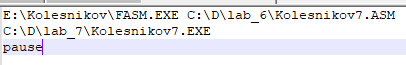 E:\Kolesnikov\FASM.EXE C:\D\lab_6\Kolesnikov7.ASM
C:\D\lab_7\Kolesnikov7.EXE
pause